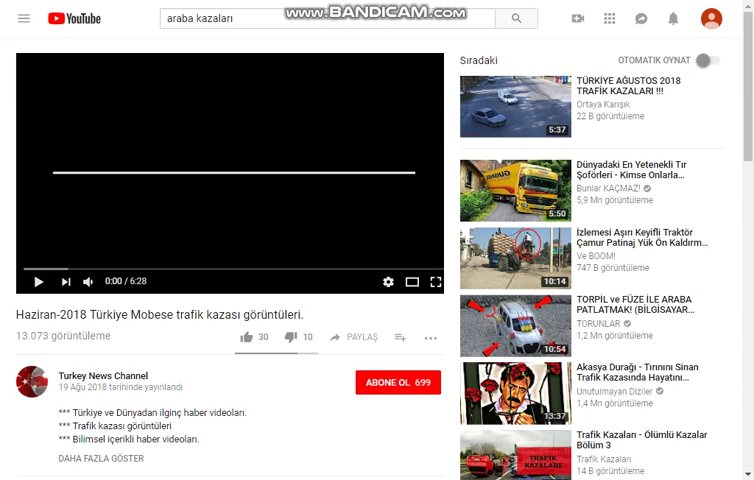 www.BANDICAM.com
YouTube
araba kazaları
Sıradaki
OTOMATIK OYNAT
TÜRKİYE AĞUSTOS 2018
TRAFİK KAZALARI !!!
Ortaya Karışık
22 B görüntüleme
5:37
Dünyadaki En Yetenekli Tır
Şoförleri - Kimse Onlarla...
Bunlar KAÇMAZ!
5,9 Mn görüntüleme
5:50
İzlemesi Aşırı Keyifli Traktör
Çamur Patinaj Yük Ön Kaldırm...
Ve BOOM!
747 B görüntüleme
10:14
0:00 / 6:28
Haziran-2018 Türkiye Mobese trafik kazası görüntüleri.
13.073 görüntüleme
30
10
PAYLAŞ
TORPİL ve FÜZE İLE ARABA
PATLATMAK! (BİLGİSAYAR...
TORUNLAR
1,2 Mn görüntüleme
10:54
Turkey News Channel
19 Ağu 2018 tarihinde yayınlandı
ABONE OL 699
*** Türkiye ve Dünyadan ilginç haber videoları.
*** Trafik kazası görüntüleri
*** Bilimsel içerikli haber videoları.
DAHA FAZLA GÖSTER
Akasya Durağı - Tırınını Sinan
Trafik Kazasında Hayatını...
Unutulmayan Diziler
1,4 Mn görüntüleme
13:37
Trafik Kazaları - Ölümlü Kazalar
Bölüm 3
Trafik Kazaları
14 B görüntüleme
TRAFİK
KAZALARI